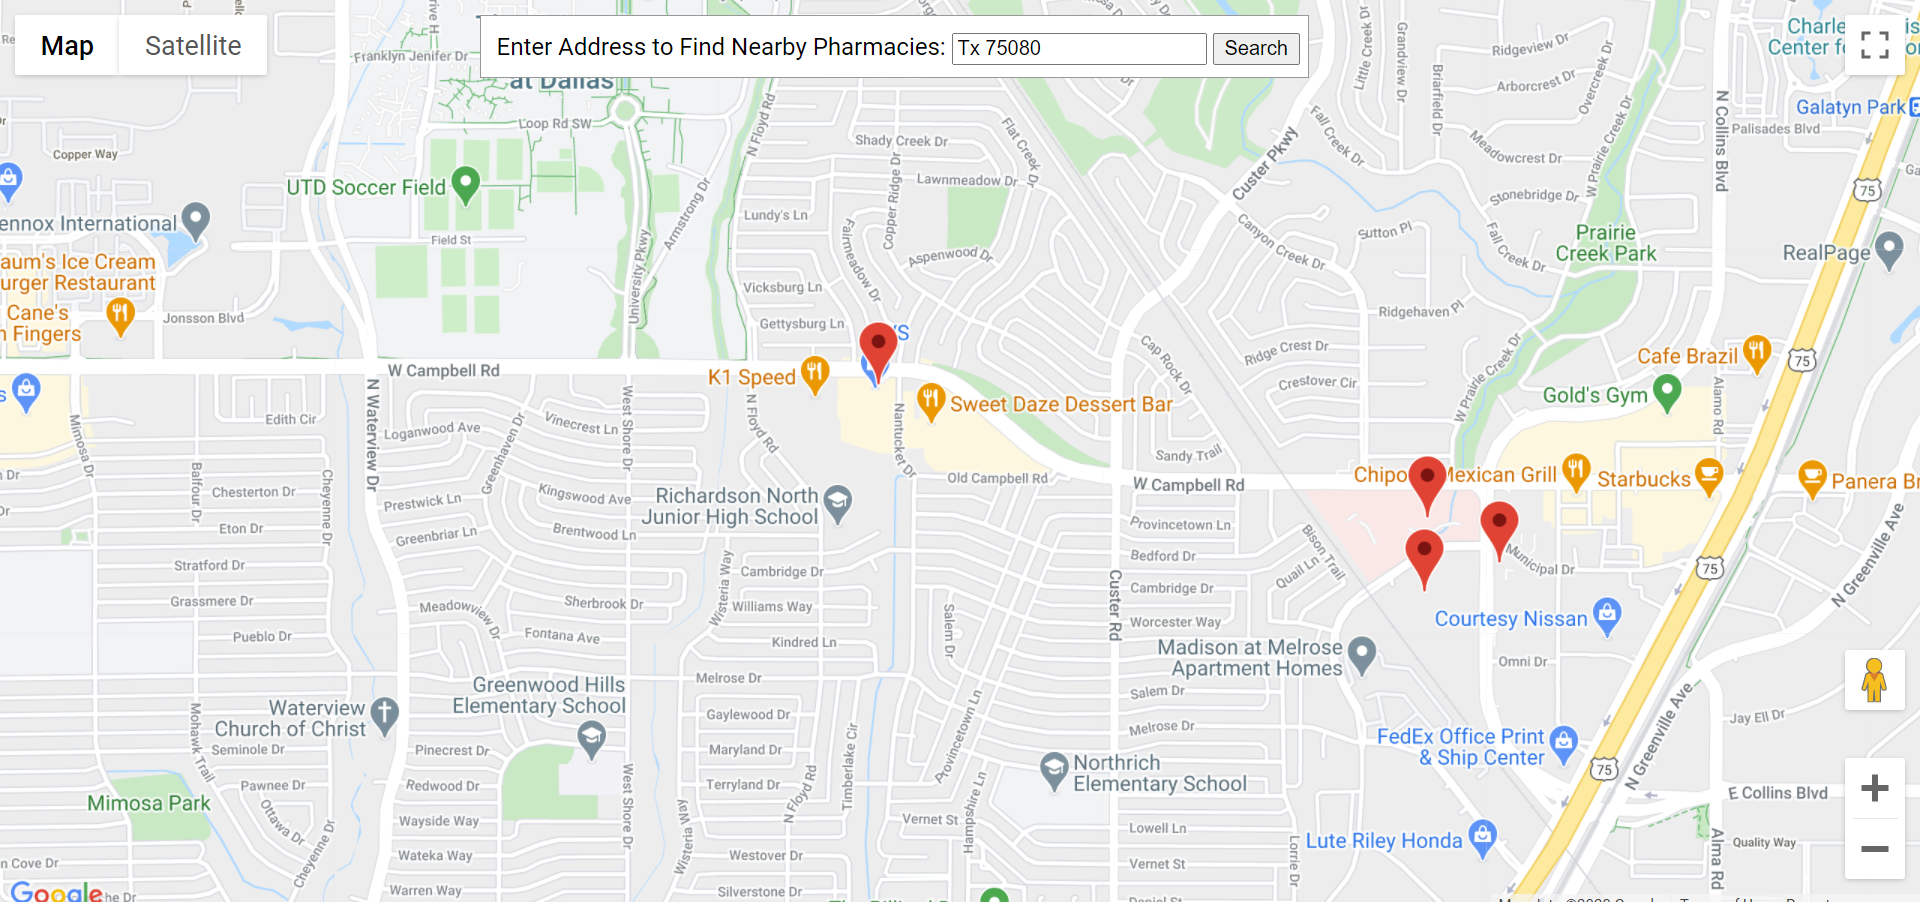 Map
Satellite
Enter Address to Find Nearby Pharmacies: Tx 75080 Search
at Dallas
Franklyn Jenifer Dr
Loop Rd SW
N Floyd Rd
Shady Creek Dr
Flat Creek Dr
Custer Pkwy
Little Creek Dr
Grandview Dr
Briarfield Dr
Ridgeview Dr
Arborcrest Dr
Overcreek Dr
Fall Creek Dr
Meadowcrest Dr
W Prairie Creek Dr
N Collins Blvd
Galatyn Park
Palisades Blvd
Copper Way
UTD Soccer Field
ennox International
Field St
University Pkwy
Armstrong Dr
Lundy's Ln
Copper Ridge Dr
Lawnmeadow Dr
Fairmeadow Dr
Aspenwood Dr
Canyon Creek Dr
Sutton Pl
Stonebridge Dr
Fall Creek Dr
Prairie
Creek Park
RealPage
75
aum's Ice Cream
urger Restaurant
Cane's
n Fingers
Jonsson Blvd
Vicksburg Ln
Gettysburg Ln
Ridgehaven Pl
Cap Rock Dr
Ridge Crest Dr
Crestover Cir
W Prairie Creek Dr
Cafe Brazil
75
Gold's Gym
Alamo Rd
W Campbell Rd
K1 Speed
Sweet Daze Dessert Bar
N Waterview Dr
Mimosa Dr
Edith Cir
Loganwood Ave
Greenhaven Dr
Vinecrest Ln
West Shore Dr
N Floyd Rd
Nantucket Dr
Old Campbell Rd
Sandy Trail
W Campbell Rd
Mexican Grill
Starbucks
Panera Br
Balfour Dr
Chesterton Dr
Cheyenne Dr
Prestwick Ln
Kingswood Ave
Richardson North
Junior High School
Eton Dr
Greenbriar Ln
Brentwood Ln
Provincetown Ln
Bison Trail
Municipal Dr
N Greenville Ave
Stratford Dr
Wisteria Way
Cambridge Dr
Bedford Dr
Quail Ln
75
Grassmere Dr
Meadowview Dr
Sherbrook Dr
Williams Way
Salem Dr
Custer Rd
Cambridge Dr
Courtesy Nissan
Pueblo Dr
Fontana Ave
Kindred Ln
Worcester Way
Madison at Melrose
Apartment Homes
Omni Dr
Melrose Dr
Salem Dr
Greenwood Hills
Elementary School
Waterview
Church of Christ
Mohawk Trail
Gaylewood Dr
Provincetown Ln
Melrose Dr
N Greenville Ave
Jay Ell Dr
Seminole Dr
Pinecrest Dr
Maryland Dr
Timberlake Cir
FedEx Office Print
& Ship Center
Northrich
Elementary School
75
Pawnee Dr
Redwood Dr
Terryland Dr
N Floyd Rd
West Shore Dr
E Collins Blvd
Mimosa Park
Ottawa Dr
Cheyenne Dr
Wayside Way
Wisteria Way
Vernet St
Hampshire Ln
Lowell Ln
Lorrie Dr
Lute Riley Honda
Alma Rd
Quality Way
n Cove Dr
Wateka Way
Westover Dr
Vernet St
Google
he Dr
Warren Way
Silverstone Dr